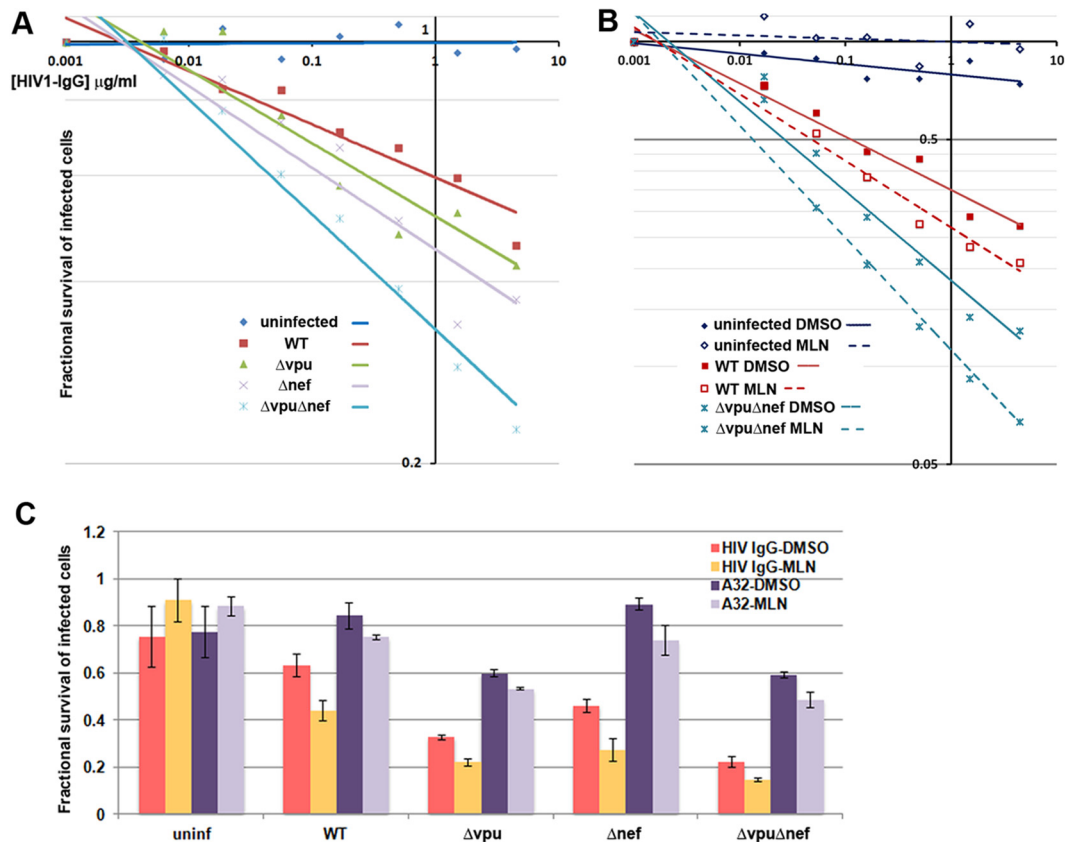 A
1
0.001
0.01
0.1
1
10
[HIV1-IgG] µg/ml
Fractional survival of infected cells
uninfected
WT
Δvpu
Δnef
ΔvpuΔnef
0.2
B
0.001
0.01
0.1
1
10
0.5
uninfected DMSO
uninfected MLN
WT DMSO
WT MLN
ΔvpuΔnef DMSO
ΔvpuΔnef MLN
0.05
C
Fractional survival of infected cells
1.2
1
0.8
0.6
0.4
0.2
0
HIV IgG-DMSO
HIV IgG-MLN
A32-DMSO
A32-MLN
uninf
WT
Δvpu
Δnef
ΔvpuΔnef